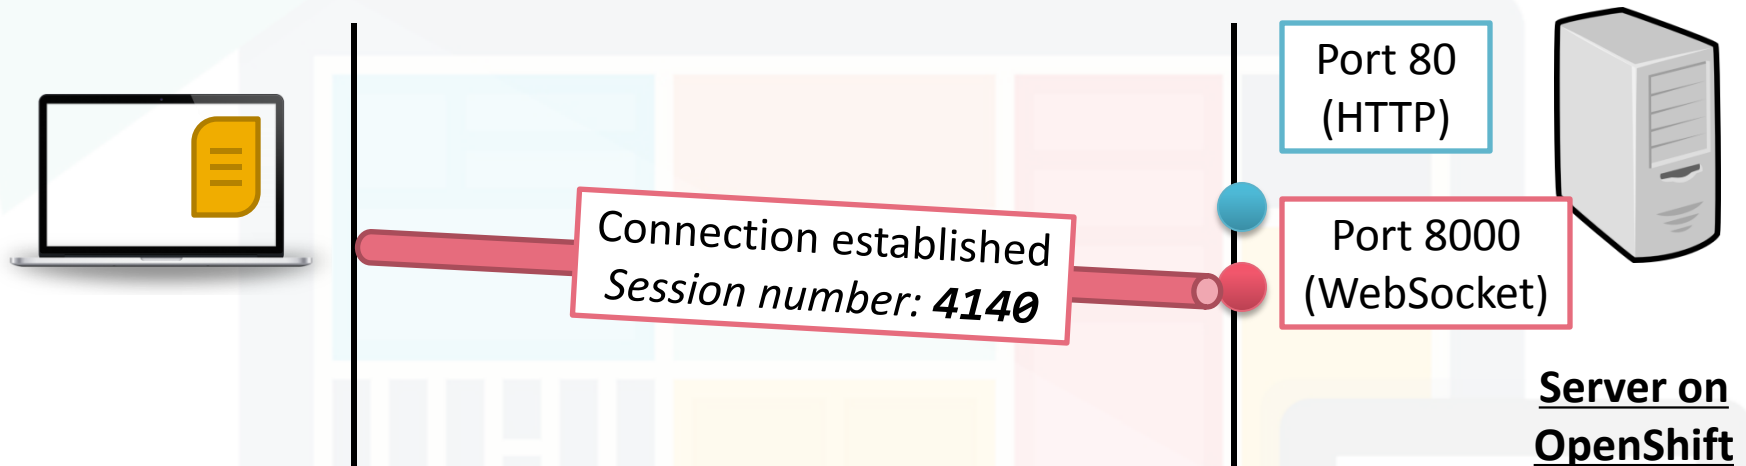 Port 80
(HTTP)
Connection established
Session number: 4140
Port 8000
(WebSocket)
Server on
OpenShift